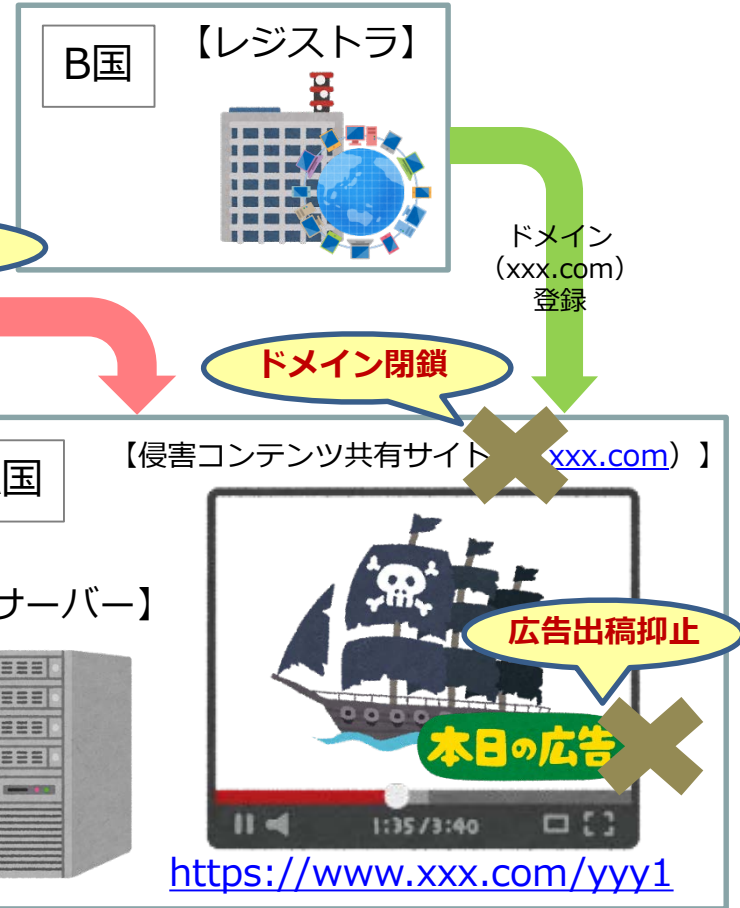 B国
【レジストラ】
ドメイン
（xxx.com）
登録
ドメイン閉鎖
国
【侵害コンテンツ共有サイト
xxx.com）】
サーバー】
広告出稿抑止
本日の広告
1:35/3:40
https://www.xxx.com/yyy1